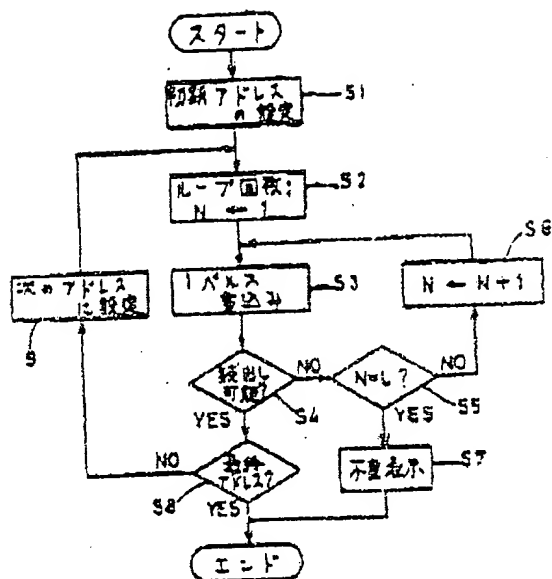 スタート
初期アドレス
の設定
S1
ループ回数;
N ← 1
S2
1パルス
書込み
S3
N ← N+1
S6
次のアドレス
に設定
S
読出し
可能?
S4
NO
YES
N=L?
S5
NO
YES
最終
アドレス?
S8
NO
YES
不良表示
S7
エンド